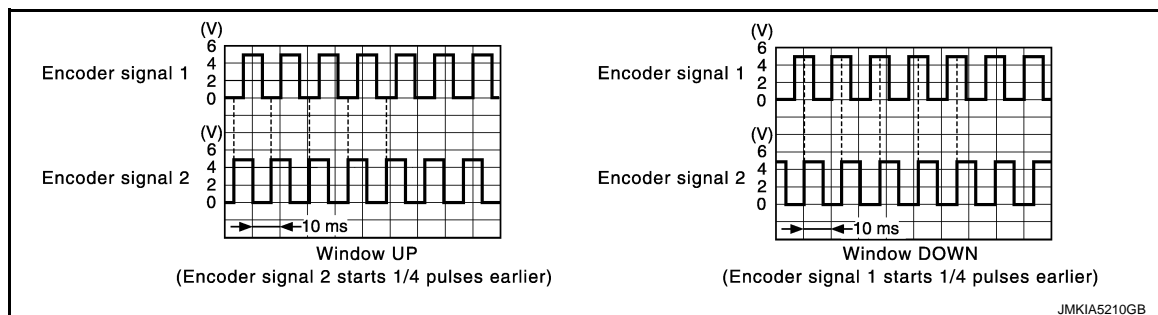 (V)
6
4
2
0
Encoder signal 1
(V)
6
4
2
0
Encoder signal 2
10 ms
Window UP
(Encoder signal 2 starts 1/4 pulses earlier)
(V)
6
4
2
0
Encoder signal 1
(V)
6
4
2
0
Encoder signal 2
10 ms
Window DOWN
(Encoder signal 1 starts 1/4 pulses earlier)
JMKIA5210GB